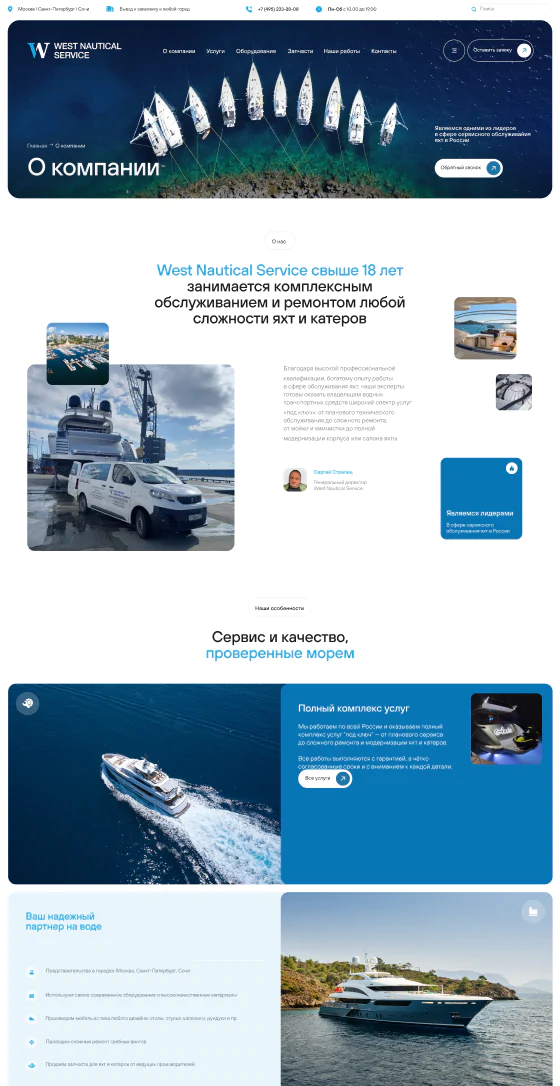 Москва | Санкт-Петербург | Сочи
Выезд к заказчику в любой город
+7 (495) 233-28-08
Пн-Сб с 10:00 до 19:00
Поиск
WEST NAUTICAL
SERVICE
О компании
Услуги
Оборудование
Запчасти
Наши работы
Контакты
Оставить заявку
Являемся одними из лидеров
в сфере сервисного обслуживания
яхт в России
Главная → О компании
О компании
Обратный звонок
О нас
West Nautical Service свыше 18 лет
занимается комплексным
обслуживанием и ремонтом любой
сложности яхт и катеров
Благодаря высокой профессиональной
квалификации, богатому опыту работы
в сфере обслуживания яхт, наши эксперты
готовы оказать владельцам водных
транспортных средств широкий спектр услуг
«под ключ»: от планового технического
обслуживания до сложного ремонта,
от мойки и химчистки до полной
модернизации корпуса или салона яхты
Генеральный директор
West Nautical Service
Являемся лидерами
В сфере сервисного
обслуживания яхт в России
Наши особенности
Сервис и качество,
проверенные морем
Полный комплекс услуг
Мы работаем по всей России и оказываем полный
комплекс услуг "под ключ" — от планового сервиса
до сложного ремонта и модернизации яхт и катеров.
Все работы выполняются с гарантией, в чётко
согласованные сроки и с вниманием к каждой детали.
Все услуги
Ваш надежный
партнер на воде
Представительства в городах: Москва, Санкт-Петербург, Сочи
Используем самое современное оборудование и высококачественные материалы
Производим мебель из тика любого дизайна: столы, стулья, шезлонги, рундуки и пр.
Проводим сложные ремонт гребных винтов
Продаем запчасти для яхт и катеров от ведущих производителей